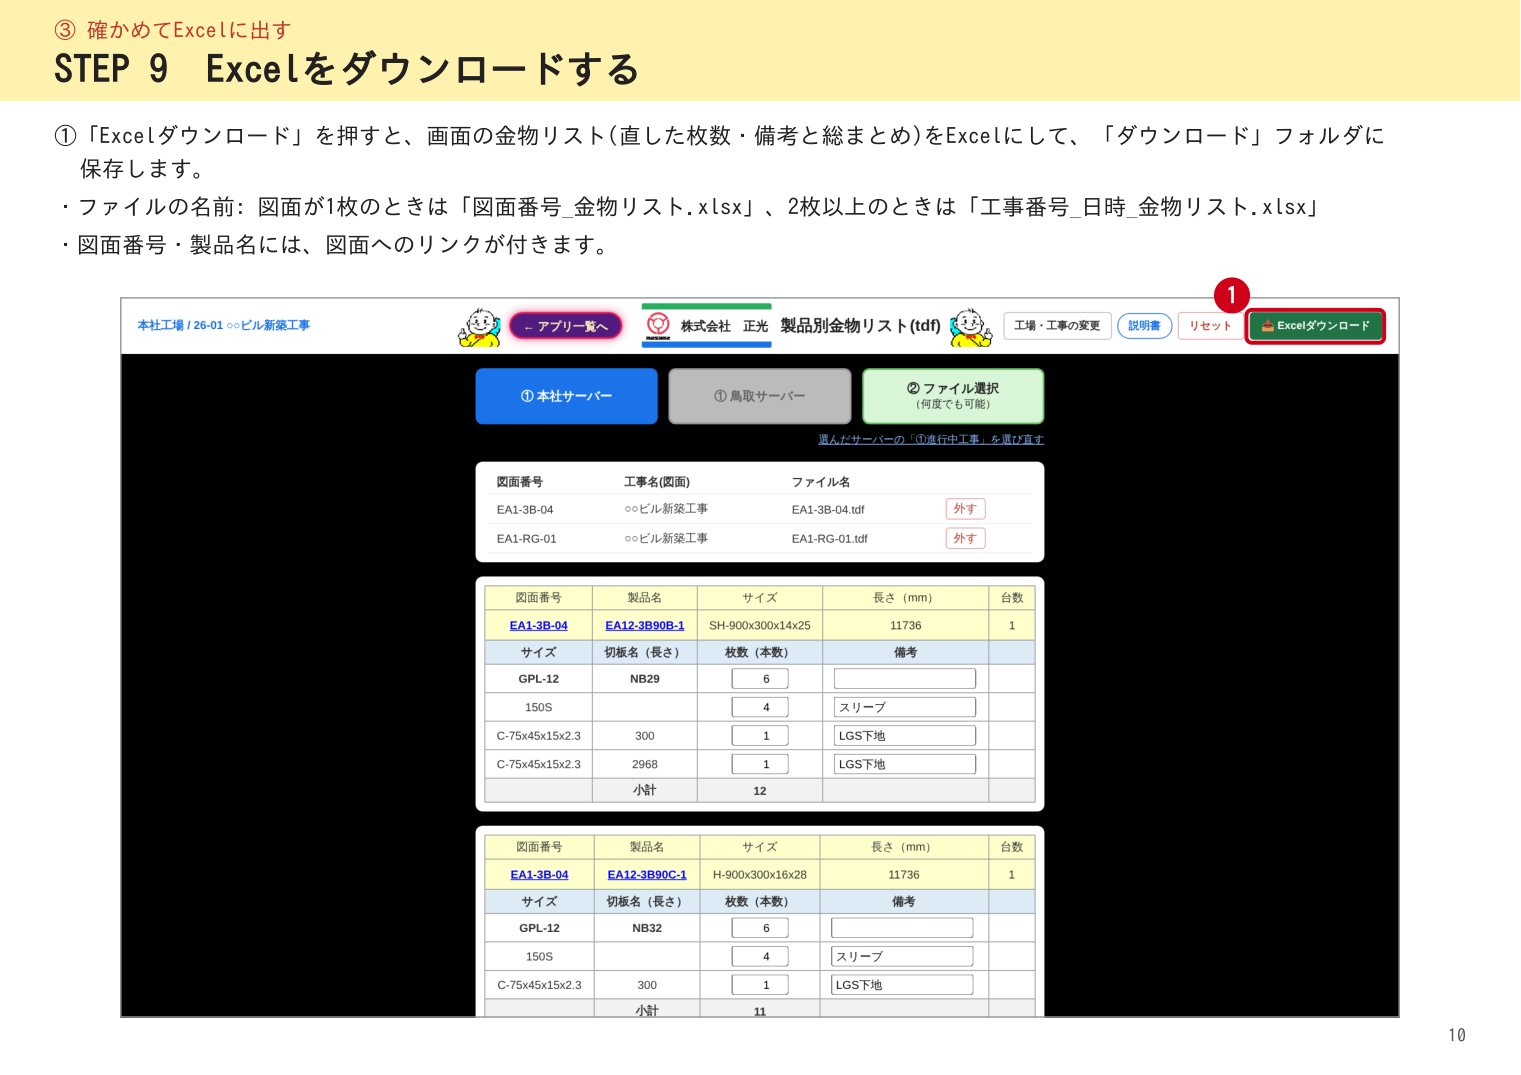 ③ 確かめてExcelに出す
STEP 9　Excelをダウンロードする
①「Excelダウンロード」を押すと、画面の金物リスト(直した枚数・備考と総まとめ)をExcelにして、「ダウンロード」フォルダに
保存します。
・ファイルの名前: 図面が1枚のときは「図面番号_金物リスト.xlsx」、2枚以上のときは「工事番号_日時_金物リスト.xlsx」
・図面番号・製品名には、図面へのリンクが付きます。
1
本社工場 / 26-01 ○○ビル新築工事
← アプリ一覧へ
株式会社　正光
製品別金物リスト(tdf)
工場・工事の変更
説明書
リセット
Excelダウンロード
① 本社サーバー
① 鳥取サーバー
② ファイル選択
（何度でも可能）
選んだサーバーの「①進行中工事」を選び直す
図面番号 工事名(図面) ファイル名
EA1-3B-04 ○○ビル新築工事 EA1-3B-04.tdf 外す
EA1-RG-01 ○○ビル新築工事 EA1-RG-01.tdf 外す
図面番号 製品名 サイズ 長さ（mm） 台数
EA1-3B-04 EA12-3B90B-1 SH-900x300x14x25 11736 1
サイズ 切板名（長さ） 枚数（本数） 備考
GPL-12 NB29 6
150S 4 スリーブ
C-75x45x15x2.3 300 1 LGS下地
C-75x45x15x2.3 2968 1 LGS下地
小計 12
図面番号 製品名 サイズ 長さ（mm） 台数
EA1-3B-04 EA12-3B90C-1 H-900x300x16x28 11736 1
サイズ 切板名（長さ） 枚数（本数） 備考
GPL-12 NB32 6
150S 4 スリーブ
C-75x45x15x2.3 300 1 LGS下地
小計 11
10